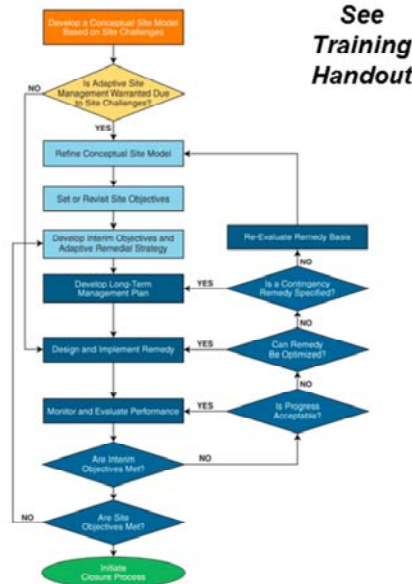 See
Training
Handout
Develop a Conceptual Site Model
Based on Site Challenges
NO
Is Adaptive Site
Management Warranted Due
to Site Challenges?
YES
Refine Conceptual Site Model
Set or Revisit Site Objectives
Develop Interim Objectives and
Adaptive Remedial Strategy
Re-Evaluate Remedy Basis
NO
Develop Long-Term
Management Plan
YES
Is a Contingency
Remedy Specified?
NO
Design and Implement Remedy
YES
Can Remedy
Be Optimized?
NO
Monitor and Evaluate Performance
YES
Is Progress
Acceptable?
Are Interim
Objectives Met?
NO
NO
Are Site
Objectives Met?
Initiate
Closure Process